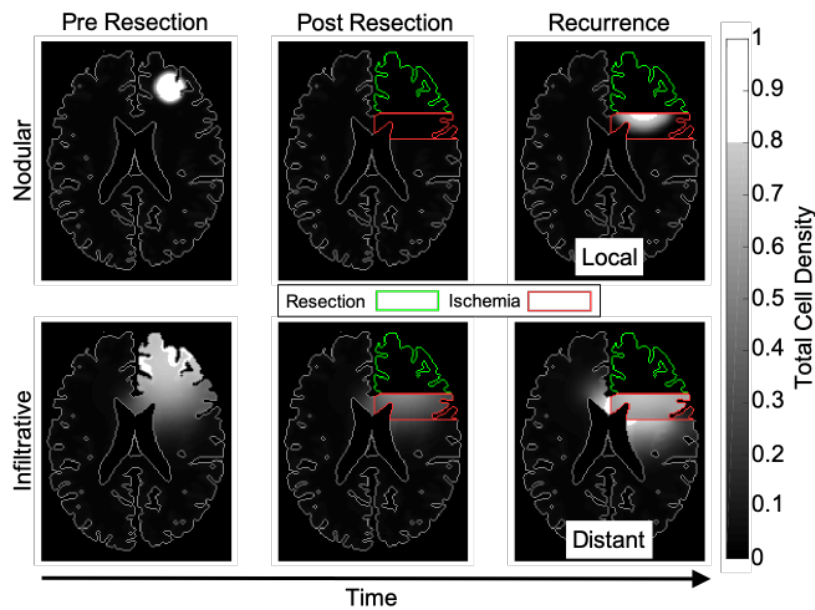 Pre Resection
Post Resection
Recurrence
Nodular
Local
Resection
Ischemia
Infiltrative
Distant
Time
1
0.9
0.8
0.7
0.6
0.5
0.4
0.3
0.2
0.1
0
Total Cell Density